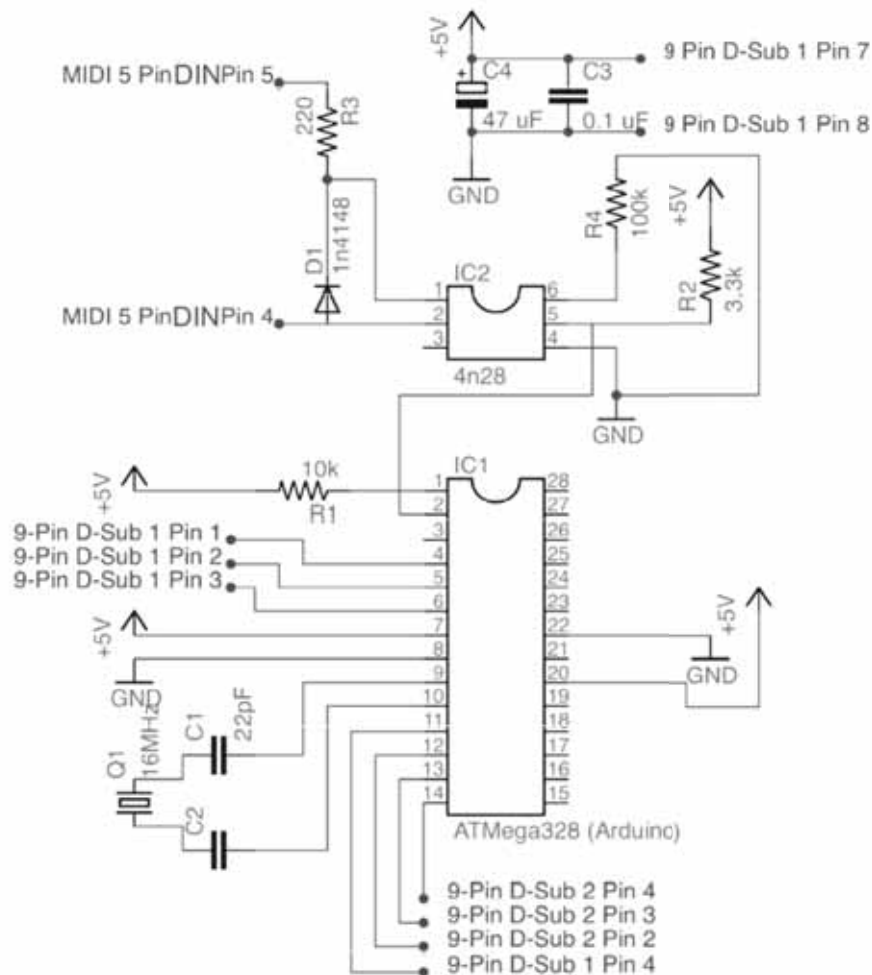 +5V
C4
C3
9 Pin D-Sub 1 Pin 7
+
47 uF
0.1 uF
9 Pin D-Sub 1 Pin 8
GND
MIDI 5 PinDINPin 5
220
R3
D1
1n4148
MIDI 5 PinDINPin 4
R4
100k
+5V
R2
3.3k
IC2
1
2
3
6
5
4
4n28
GND
+5V
10k
R1
IC1
1
2
3
4
5
6
7
8
9
10
11
12
13
14
28
27
26
25
24
23
22
21
20
19
18
17
16
15
ATMega328 (Arduino)
9-Pin D-Sub 1 Pin 1
9-Pin D-Sub 1 Pin 2
9-Pin D-Sub 1 Pin 3
+5V
GND
+5V
GND
Q1
16MHz
C1
22pF
C2
9-Pin D-Sub 2 Pin 4
9-Pin D-Sub 2 Pin 3
9-Pin D-Sub 2 Pin 2
9-Pin D-Sub 1 Pin 4